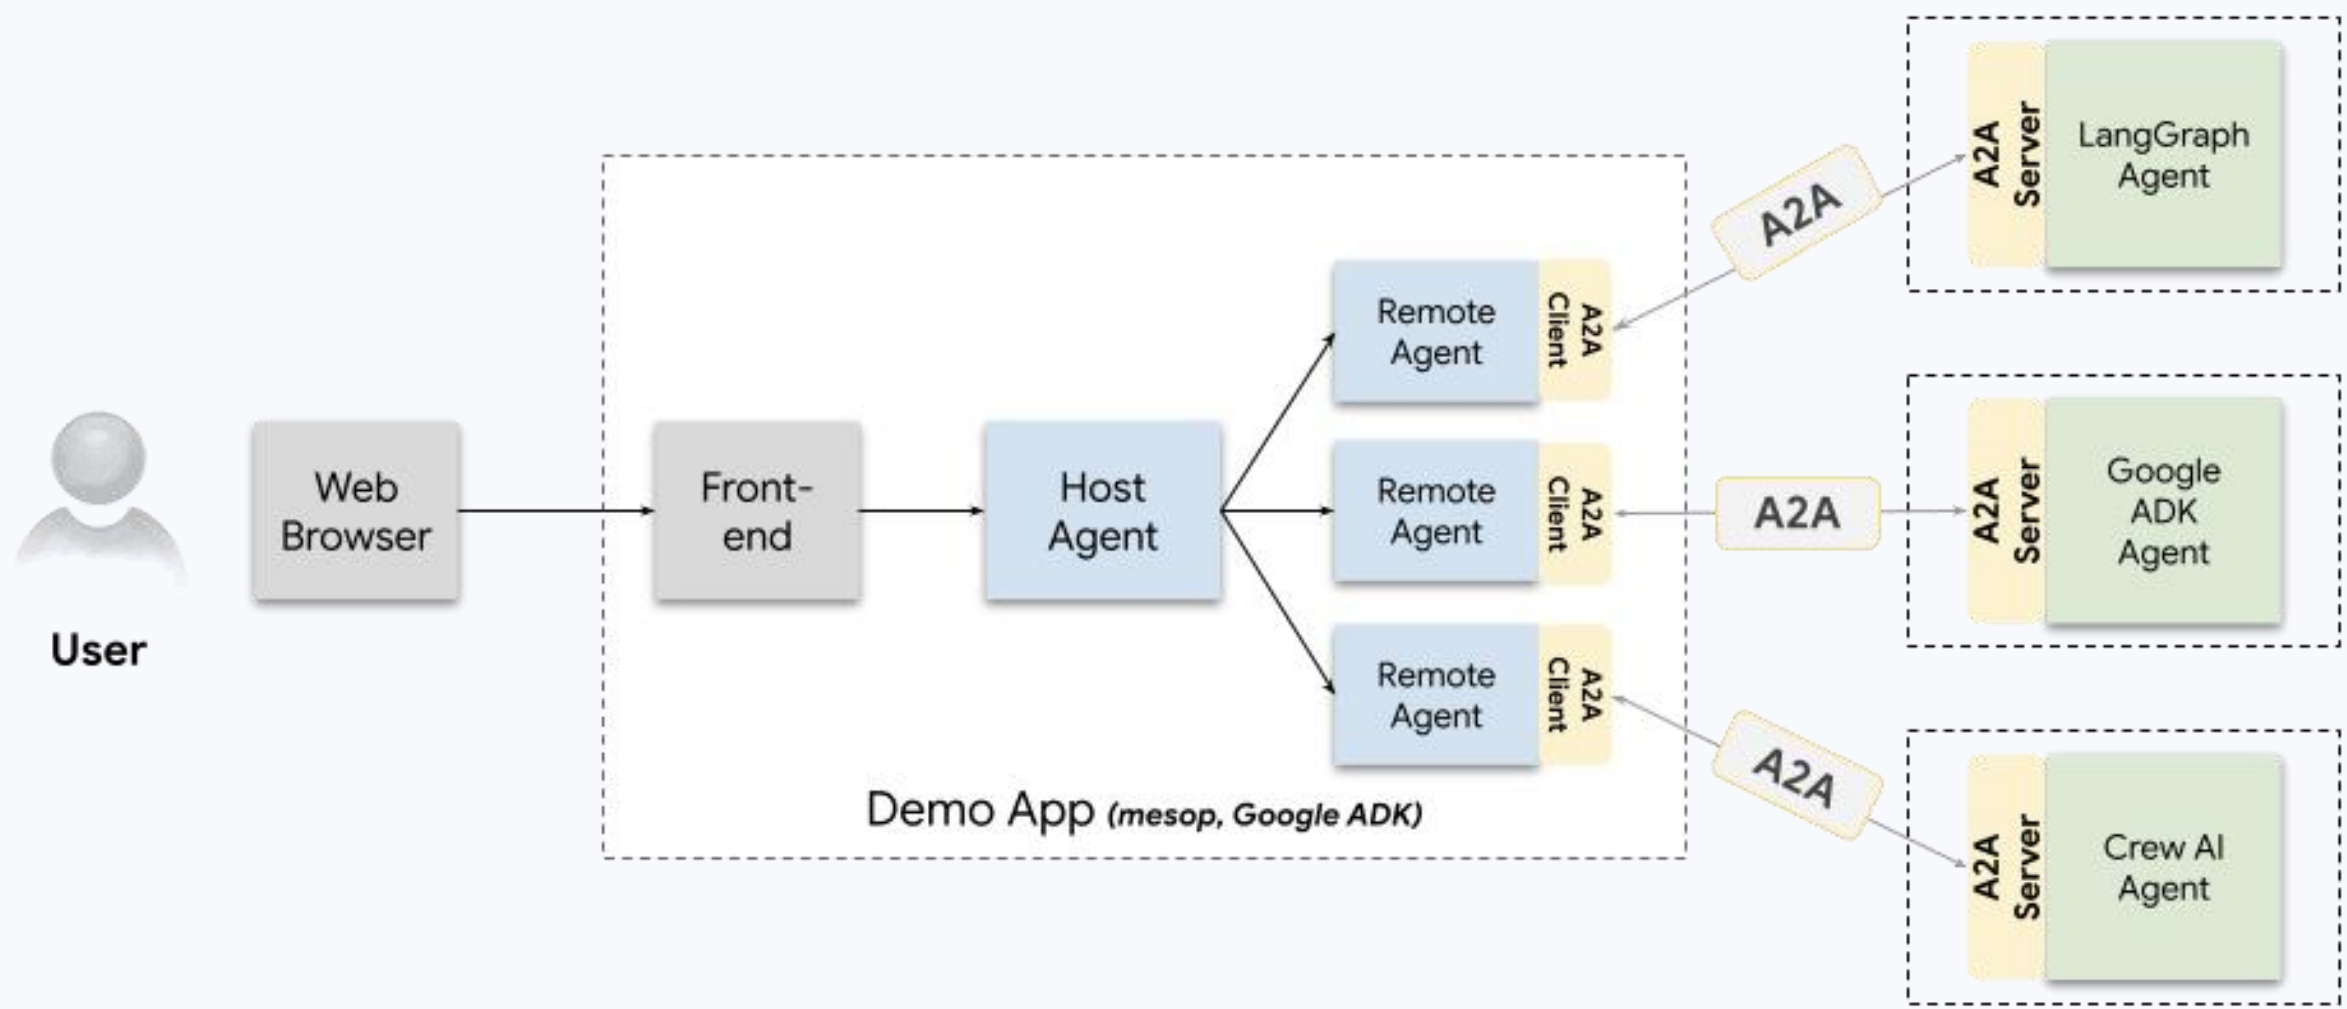 User
Web
Browser
Front-
end
Host
Agent
Remote
Agent
A2A
Client
Remote
Agent
A2A
Client
Remote
Agent
A2A
Client
Demo App (mesop, Google ADK)
A2A
A2A
A2A
A2A
Server
LangGraph
Agent
A2A
Server
Google
ADK
Agent
A2A
Server
Crew AI
Agent